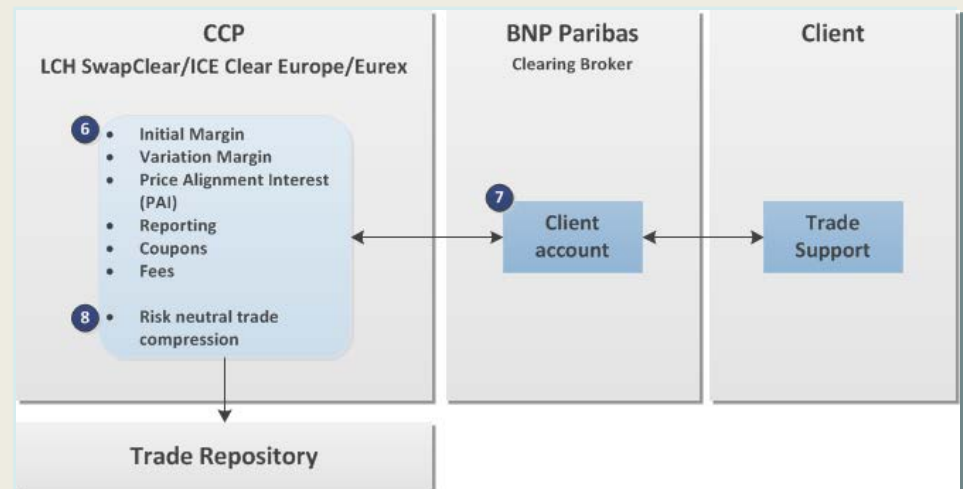 CCP
LCH SwapClear/ICE Clear Europe/Eurex
6
• Initial Margin
• Variation Margin
• Price Alignment Interest
(PAI)
• Reporting
• Coupons
• Fees
8
• Risk neutral trade
compression
Trade Repository
BNP Paribas
Clearing Broker
7
Client
account
Client
Trade
Support